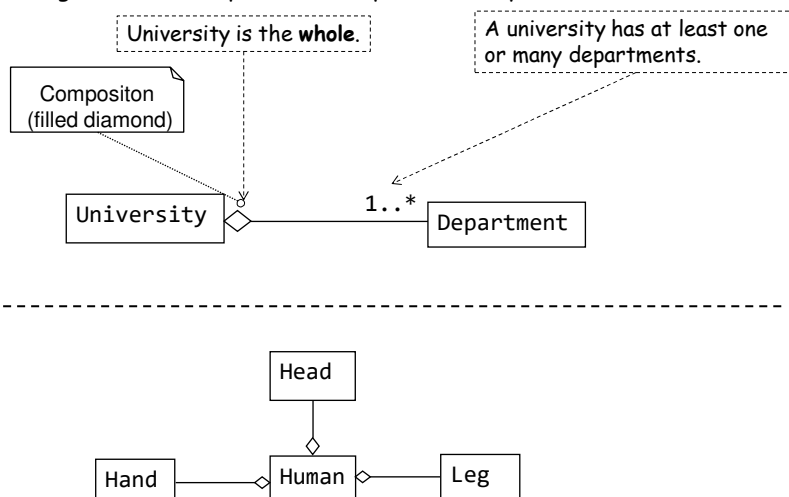 University is the whole.
A university has at least one
or many departments.
Compositon
(filled diamond)
University
1..*
Department
Head
Hand
Human
Leg